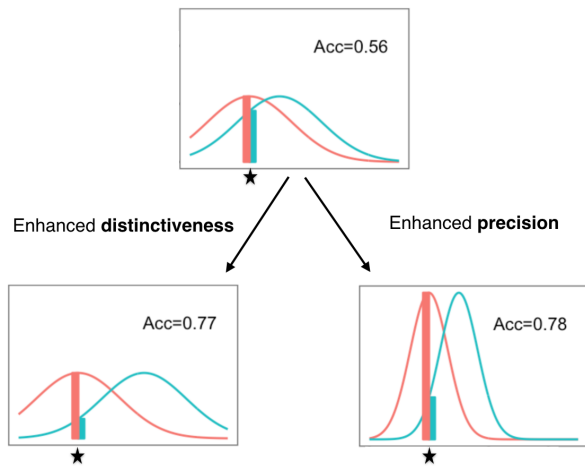 Acc=0.56
Enhanced distinctiveness
Enhanced precision
Acc=0.77
Acc=0.78